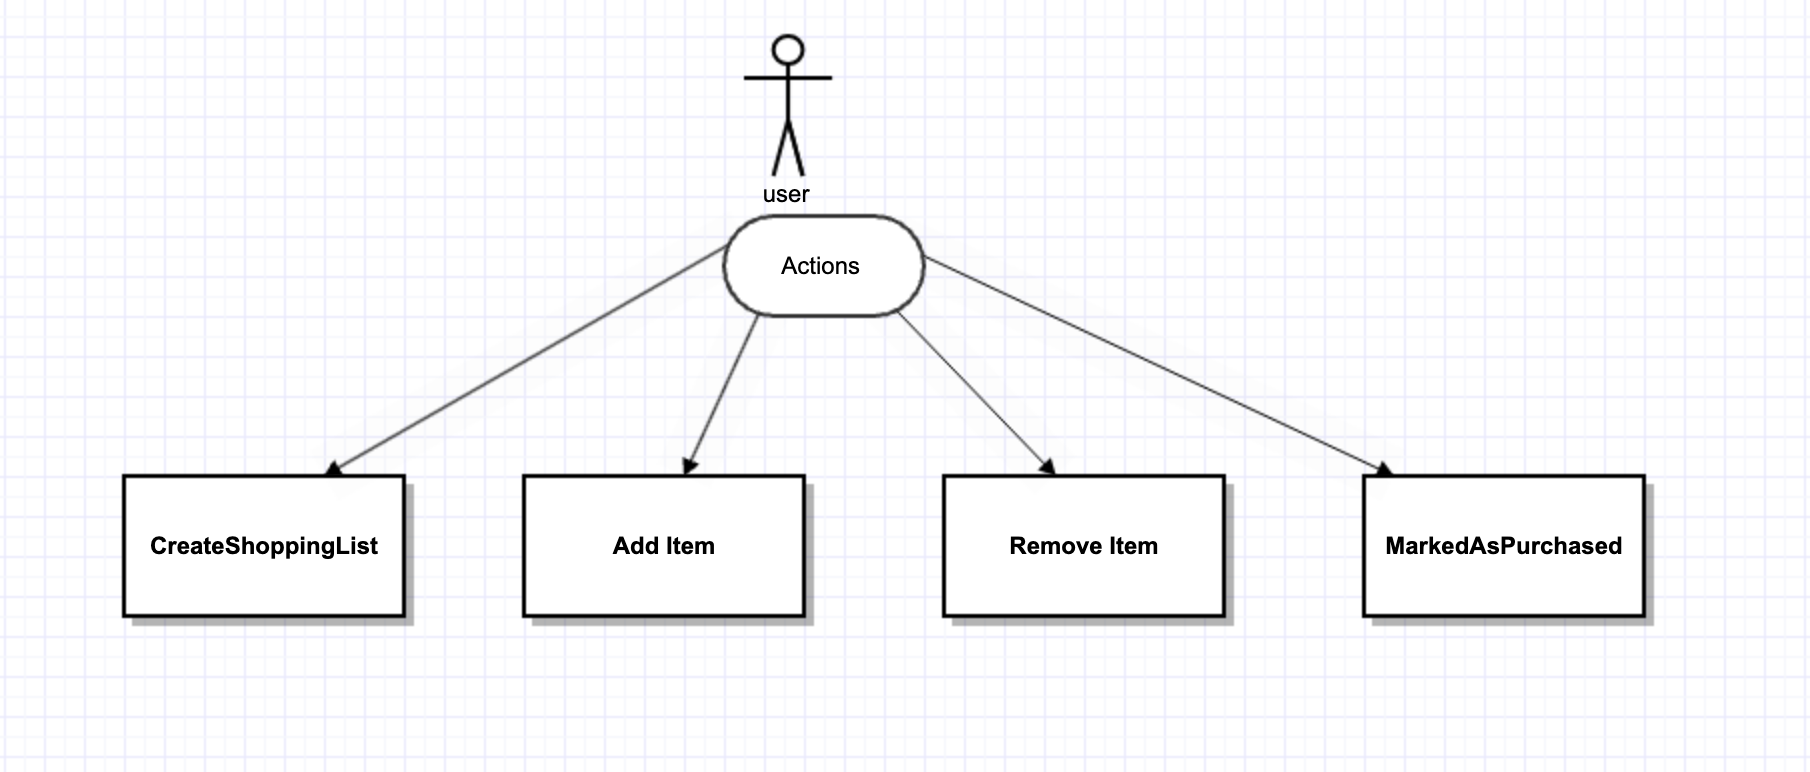 user
Actions
CreateShoppingList
Add Item
Remove Item
MarkedAsPurchased